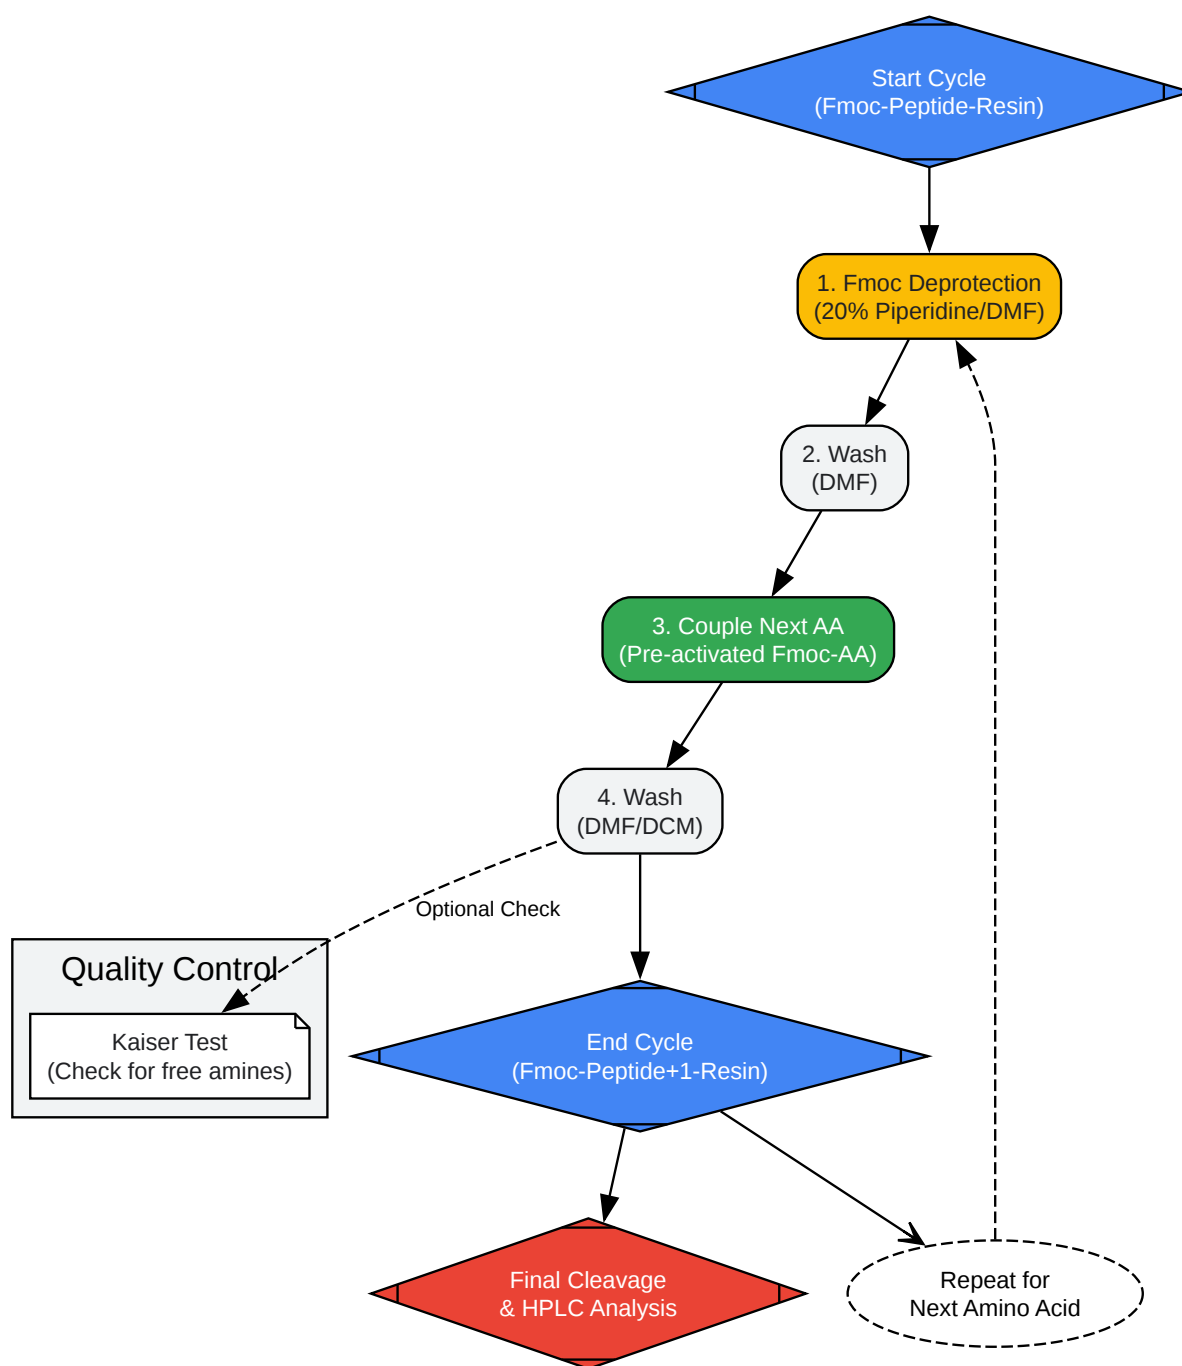 Start Cycle
(Fmoc-Peptide-Resin)
1. Fmoc Deprotection
(20% Piperidine/DMF)
2. Wash
(DMF)
3. Couple Next AA
(Pre-activated Fmoc-AA)
4. Wash
(DMF/DCM)
Optional Check
Quality Control
Kaiser Test
(Check for free amines)
End Cycle
(Fmoc-Peptide+1-Resin)
Final Cleavage
& HPLC Analysis
Repeat for
Next Amino Acid